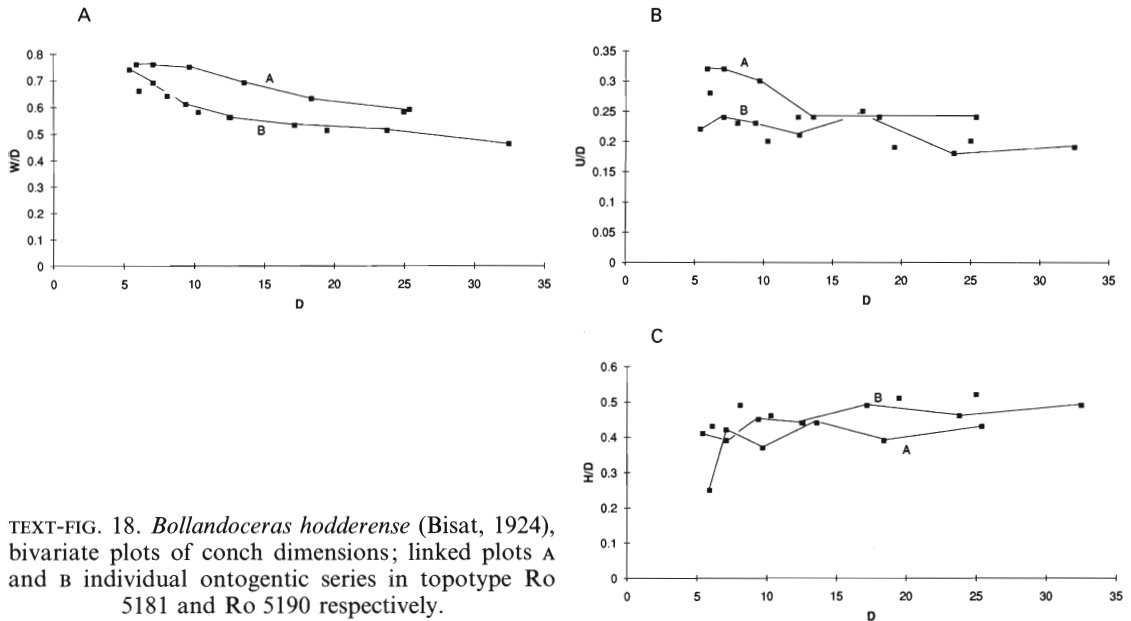 A
0.8
0.7
0.6
0.5
0.4
0.3
0.2
0.1
0
W/D
A
B
0 5 10 15 20 25 30 35
D
B
0.35
0.3
0.25
0.2
0.15
0.1
0.05
0
U/D
A
B
0 5 10 15 20 25 30 35
D
C
0.6
0.5
0.4
0.3
0.2
0.1
0
H/D
B
A
0 5 10 15 20 25 30 35
D
TEXT-FIG. 18. Bollandoceras hodderense (Bisat, 1924),
bivariate plots of conch dimensions; linked plots A
and B individual ontogentic series in topotype Ro
5181 and Ro 5190 respectively.